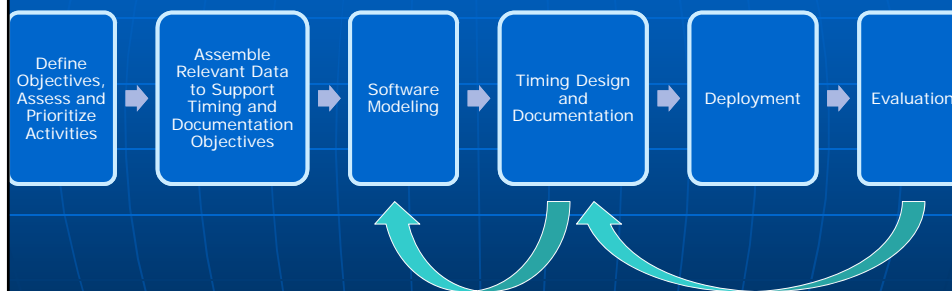 Define
Objectives,
Assess and
Prioritize
Activities
Assemble
Relevant Data
to Support
Timing and
Documentation
Objectives
Software
Modeling
Timing Design
and
Documentation
Deployment
Evaluation